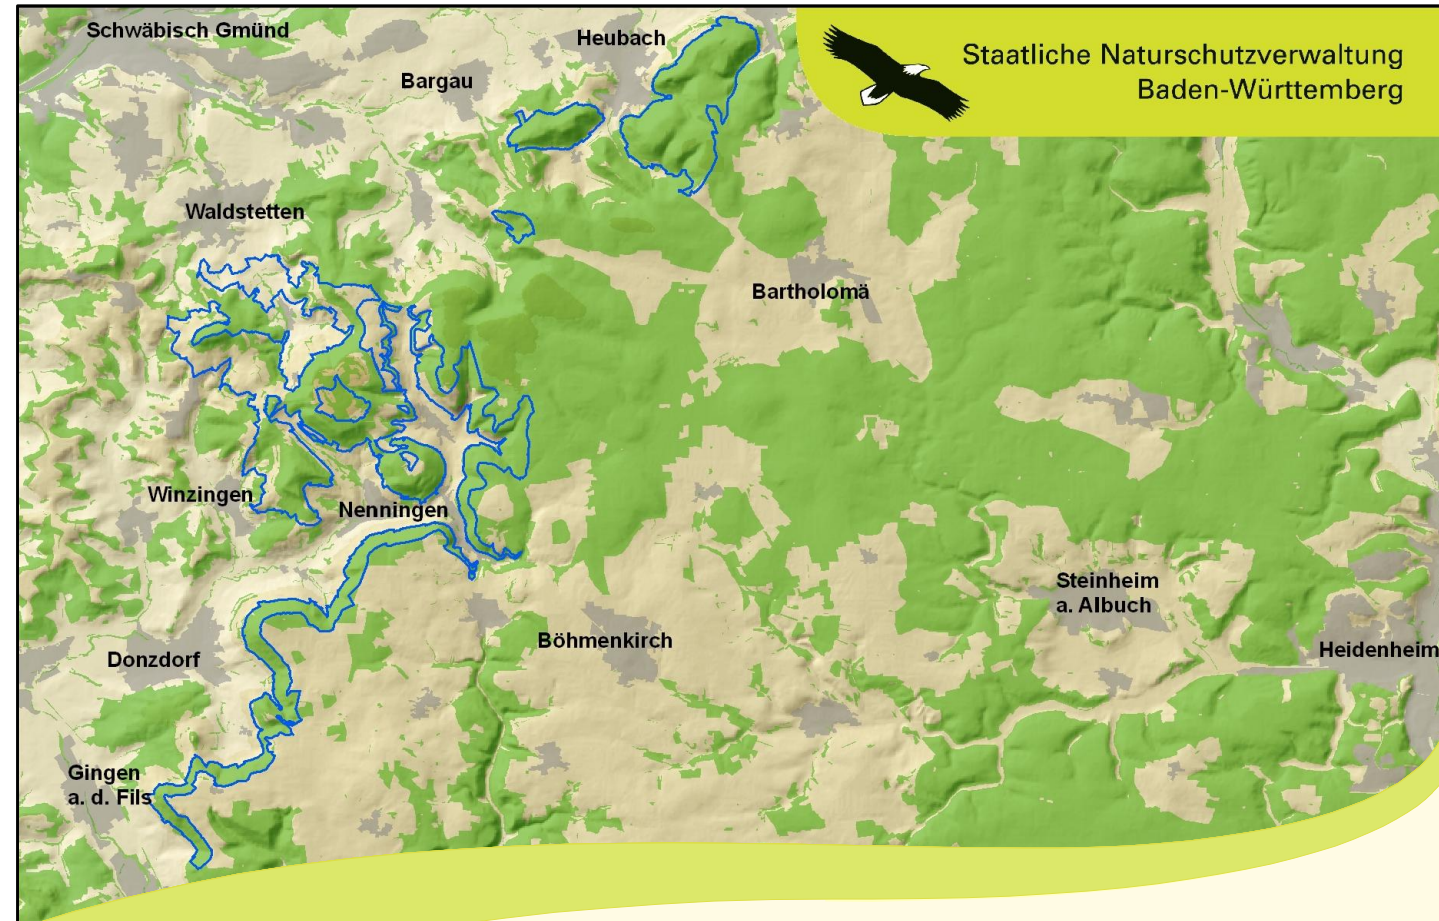 Schwäbisch Gmünd
Heubach
Bargau
Staatliche Naturschutzverwaltung
Baden-Württemberg
Waldstetten
Bartholomä
Winzingen
Nenningen
Steinheim
a. Albuch
Böhmenkirch
Heidenheim
Donzdorf
Gingen
a. d. Fils